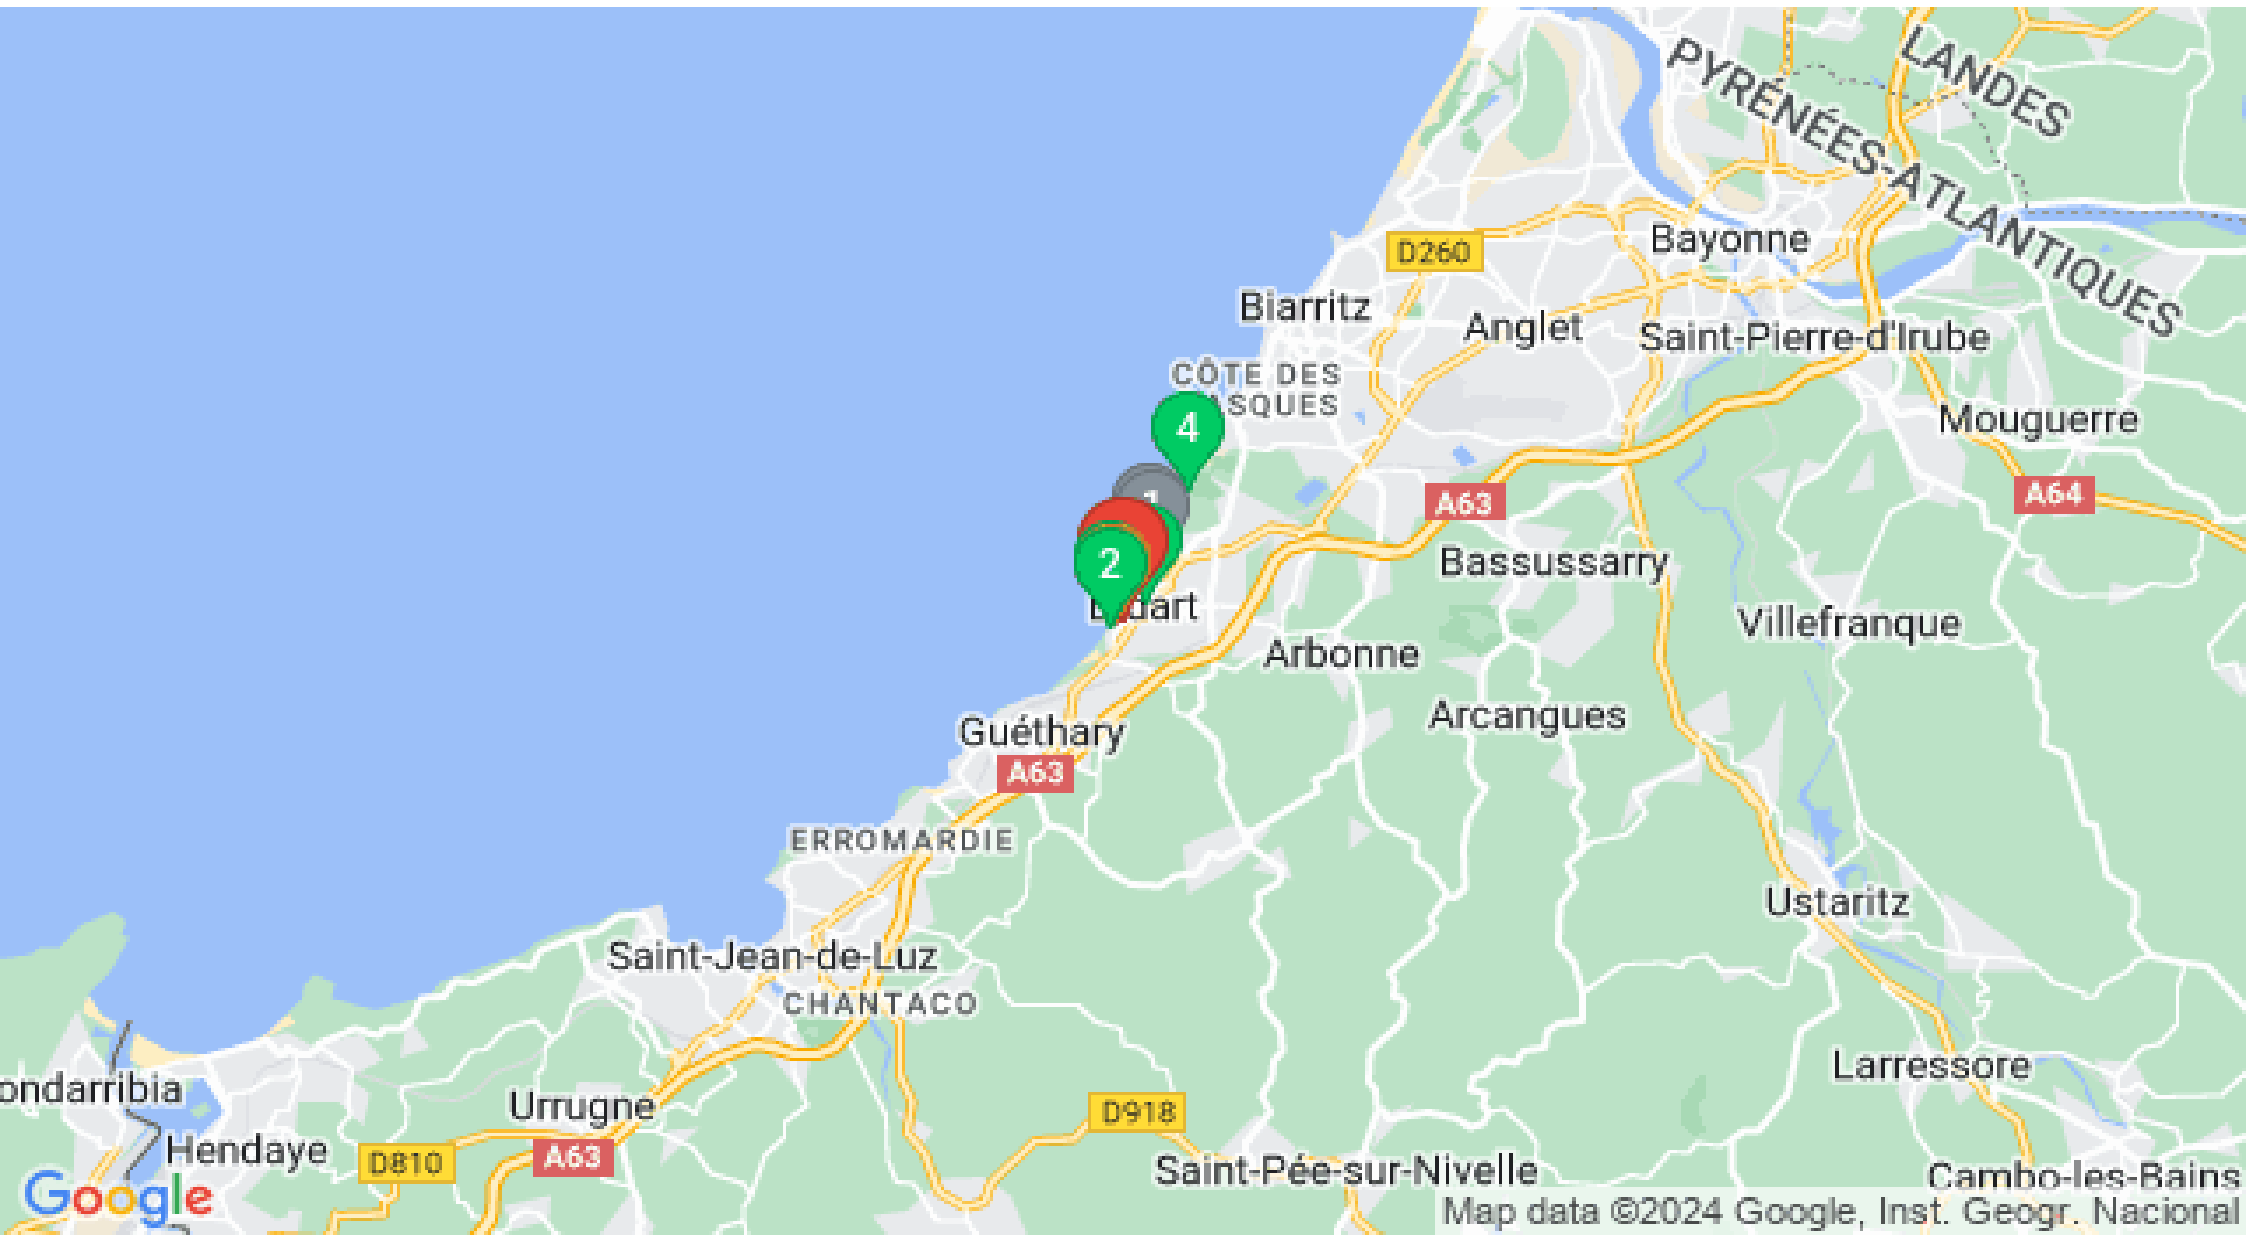 LANDES
PYRÉNÉES-ATLANTIQUES
D260
Bayonne
Biarritz
Anglet
Saint-Pierre-d'Irube
CÔTE DES
4
Mouguerre
A63
A64
2
Bassussarry
Villefranque
Arbonne
Arcangues
Guéthary
A63
ERROMARDIE
Ustaritz
Saint-Jean-de-Luz
CHANTACO
Larressore
ondarribia
Urrugne
D918
Hendaye
D810
A63
Saint-Pée-sur-Nivelle
Cambo-les-Bains
Google
Map data ©2024 Google, Inst. Geogr. Nacional